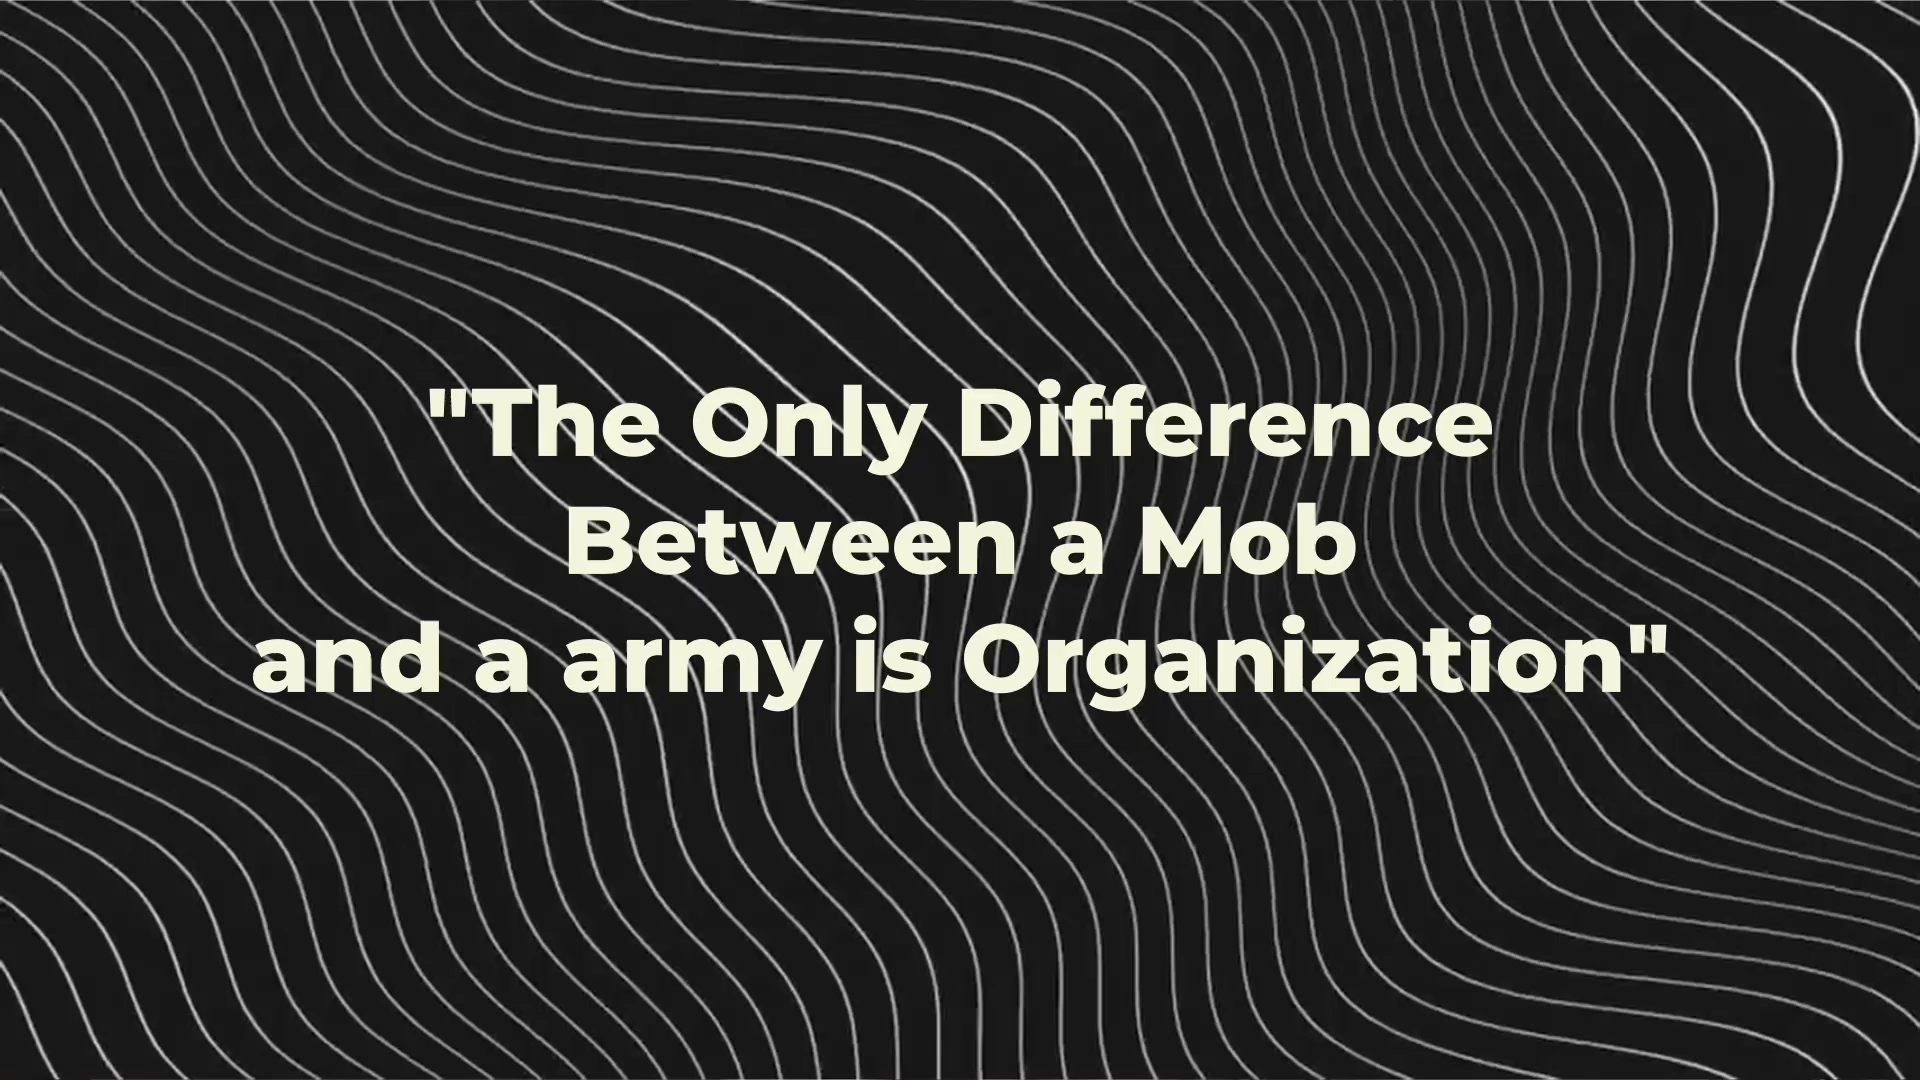 "The Only Difference
Between a Mob
and a army is Organization"